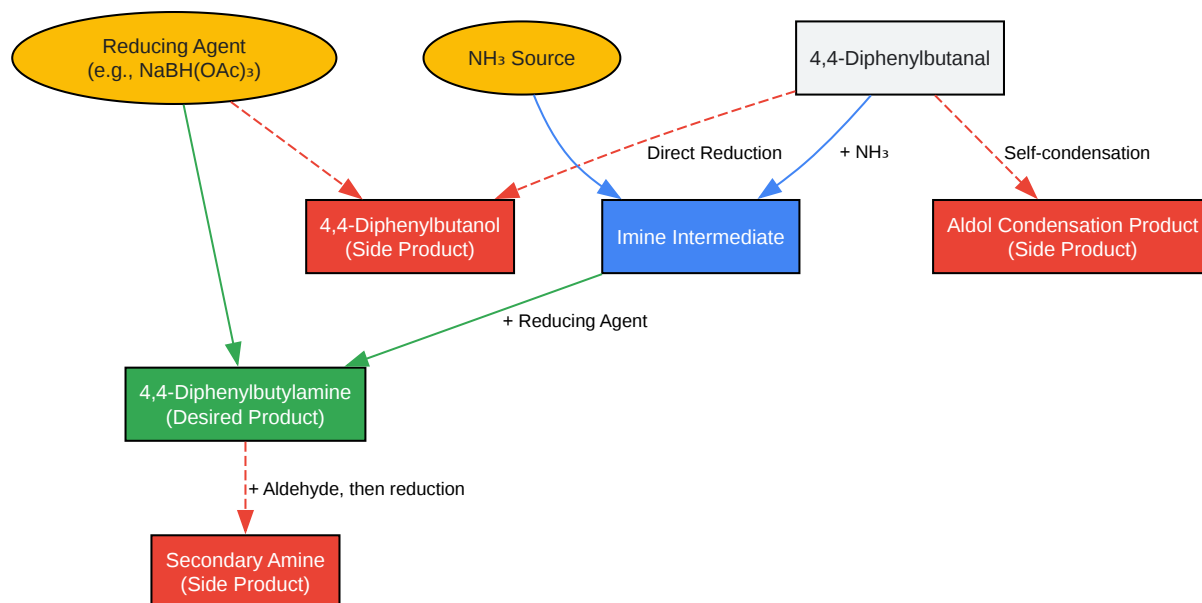 Reducing Agent
(e.g., NaBH(OAc)₃)
NH₃ Source
4,4-Diphenylbutanal
Direct Reduction
+ NH₃
Self-condensation
4,4-Diphenylbutanol
(Side Product)
Imine Intermediate
Aldol Condensation Product
(Side Product)
+ Reducing Agent
4,4-Diphenylbutylamine
(Desired Product)
+ Aldehyde, then reduction
Secondary Amine
(Side Product)